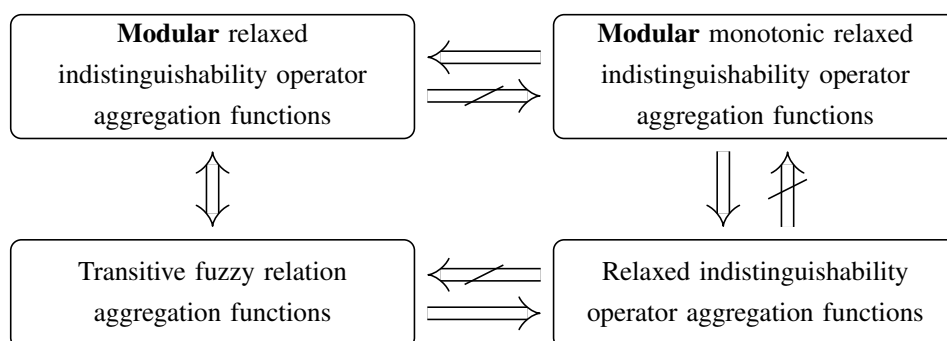 Modular relaxed
indistinguishability operator
aggregation functions
Modular monotonic relaxed
indistinguishability operator
aggregation functions
Transitive fuzzy relation
aggregation functions
Relaxed indistinguishability
operator aggregation functions